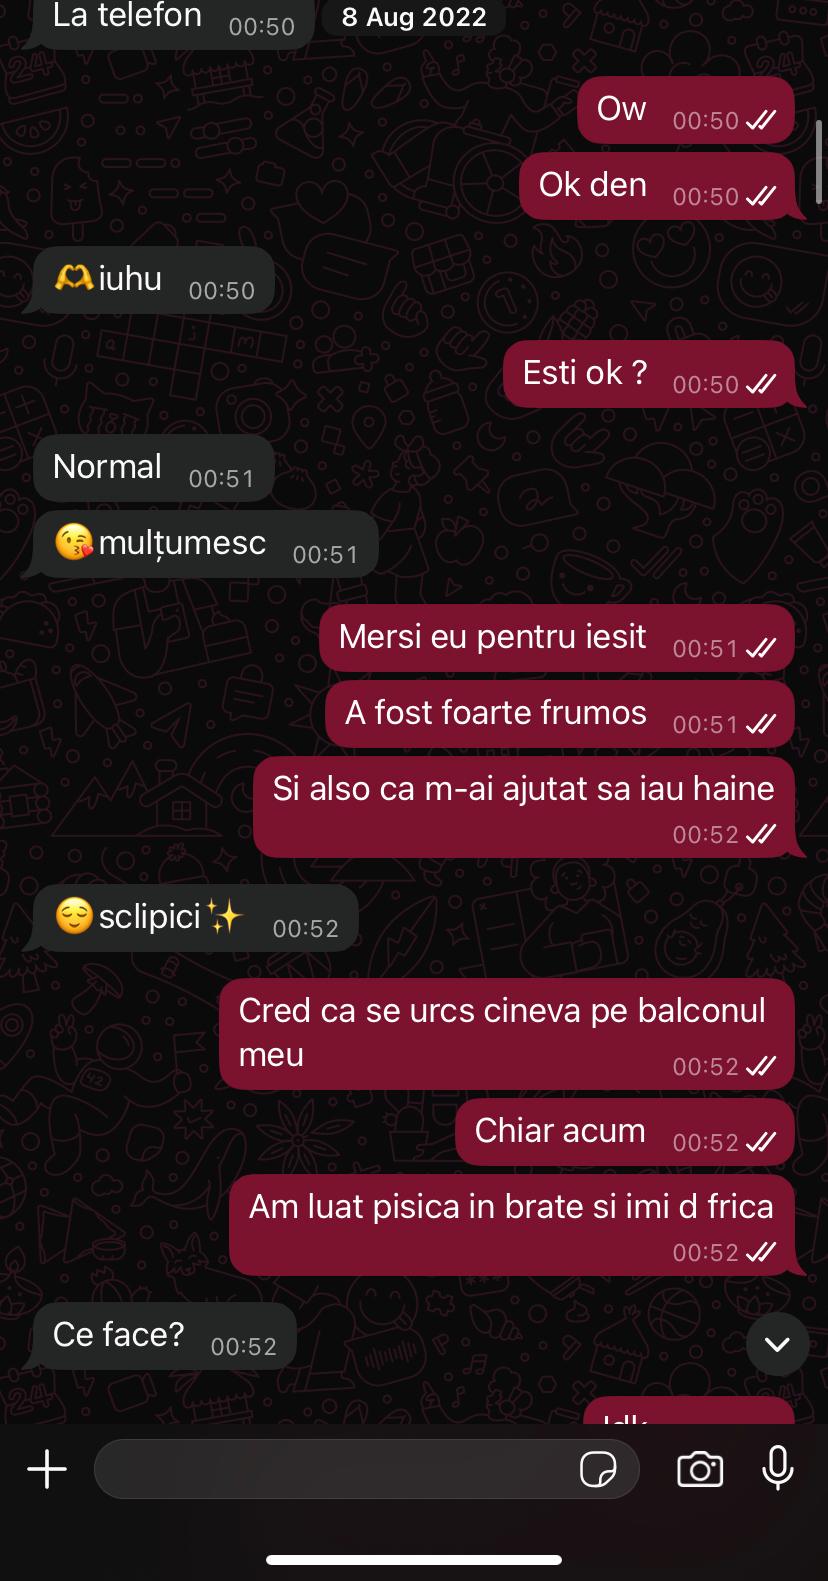 La telefon 00:50
8 Aug 2022
Ow 00:50
Ok den 00:50
🫶iuhu 00:50
Esti ok ? 00:50
Normal 00:51
😘mulțumesc 00:51
Mersi eu pentru iesit 00:51
A fost foarte frumos 00:51
Si also ca m-ai ajutat sa iau haine
00:52
😌sclipici✨ 00:52
Cred ca se urcs cineva pe balconul
meu 00:52
Chiar acum 00:52
Am luat pisica in brate si imi d frica
00:52
Ce face? 00:52